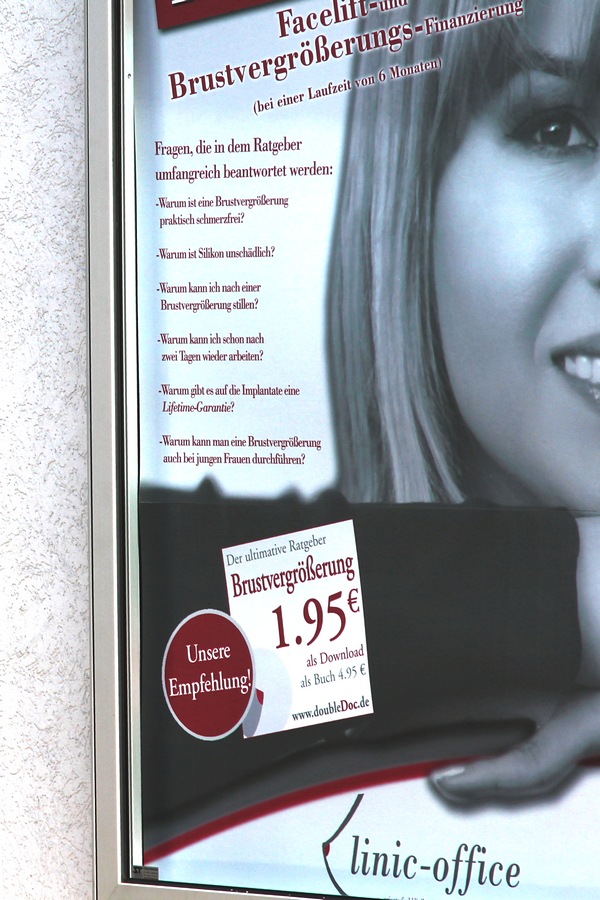 Facelift-und
Brustvergrößerungs-Finanzierung
(bei einer Laufzeit von 6 Monaten)
Fragen, die in dem Ratgeber
umfangreich beantwortet werden:
-Warum ist eine Brustvergrößerung
praktisch schmerzfrei?
-Warum ist Silikon unschädlich?
-Warum kann ich nach einer
Brustvergrößerung stillen?
-Warum kann ich schon nach
zwei Tagen wieder arbeiten?
-Warum gibt es auf die Implantate eine
Lifetime-Garantie?
-Warum kann man eine Brustvergrößerung
auch bei jungen Frauen durchführen?
Der ultimative Ratgeber
Brustvergrößerung
1.95€
als Download
als Buch 4.95 €
www.doubleDoc.de
Unsere
Empfehlung!
linic-office